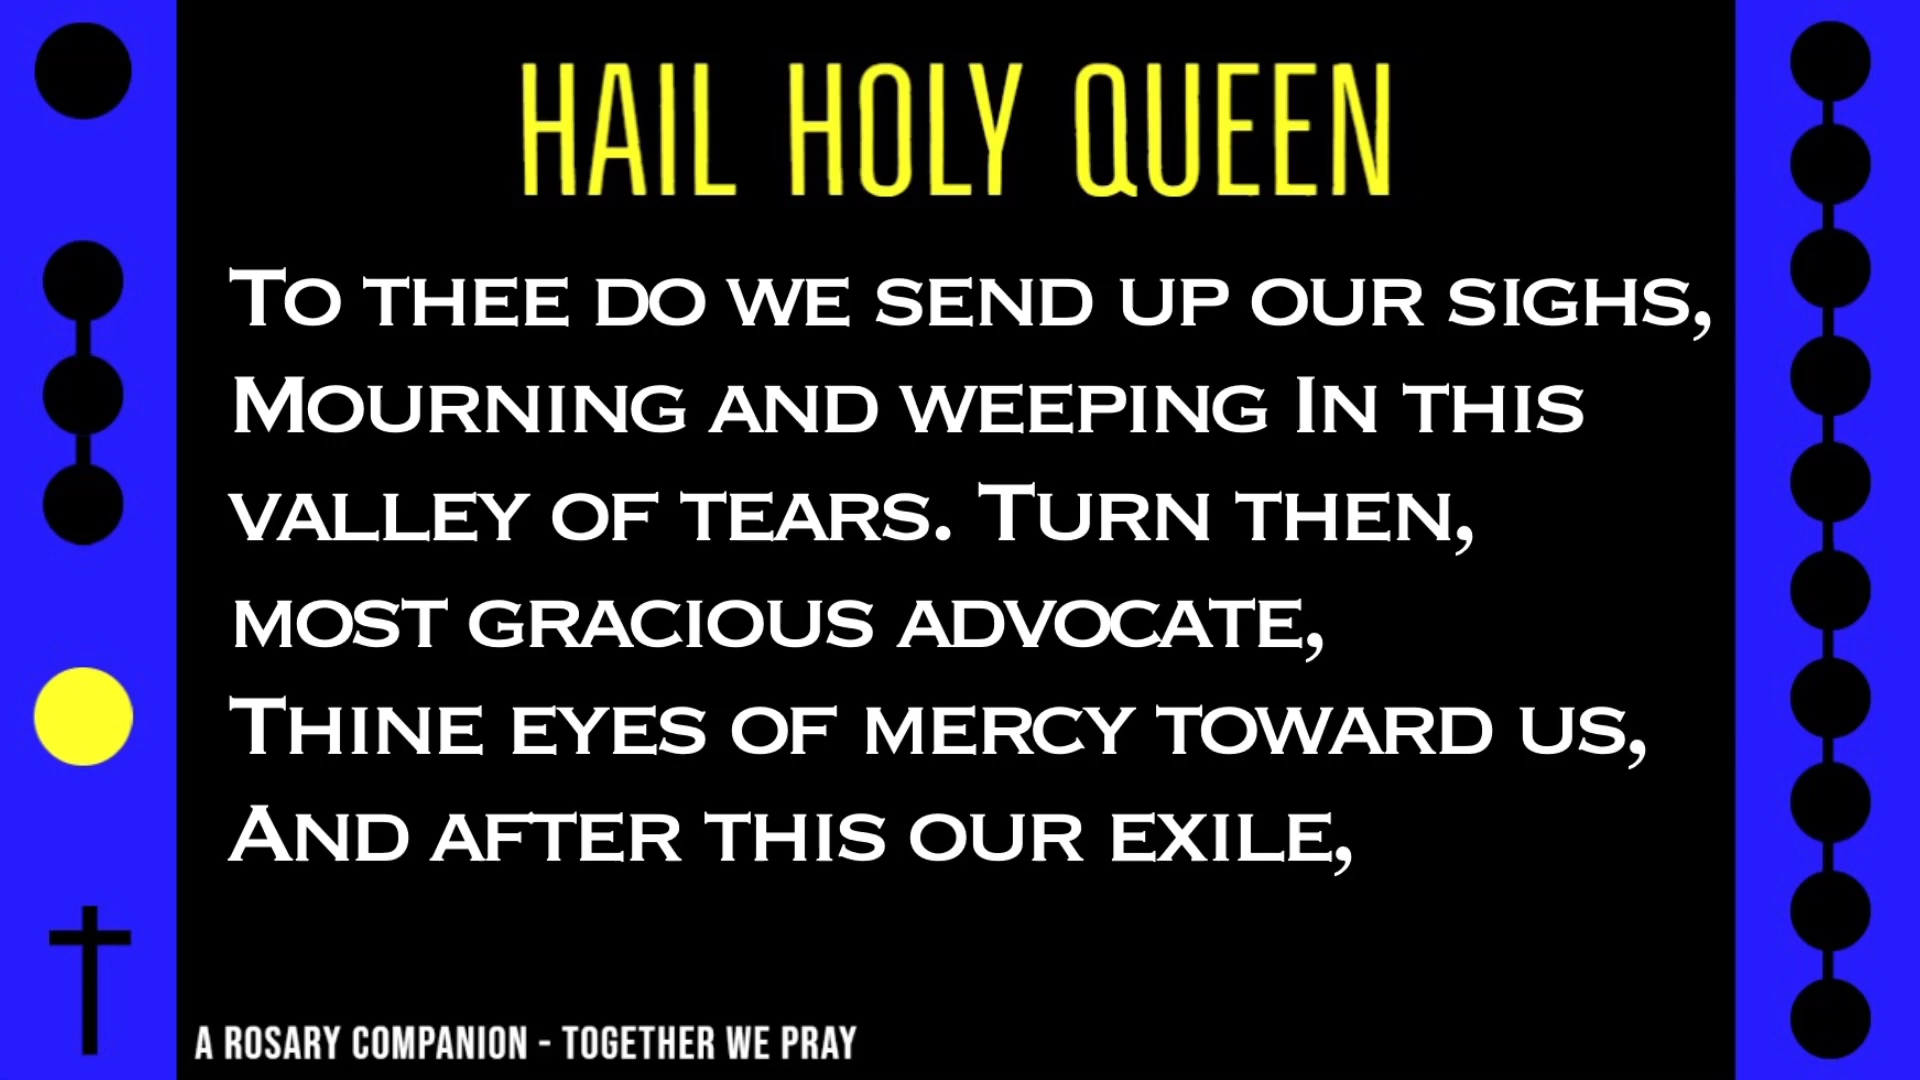 HAIL HOLY QUEEN
To thee do we send up our sighs,
Mourning and weeping In this
valley of tears. Turn then,
most gracious advocate,
Thine eyes of mercy toward us,
And after this our exile,
A ROSARY COMPANION - TOGETHER WE PRAY